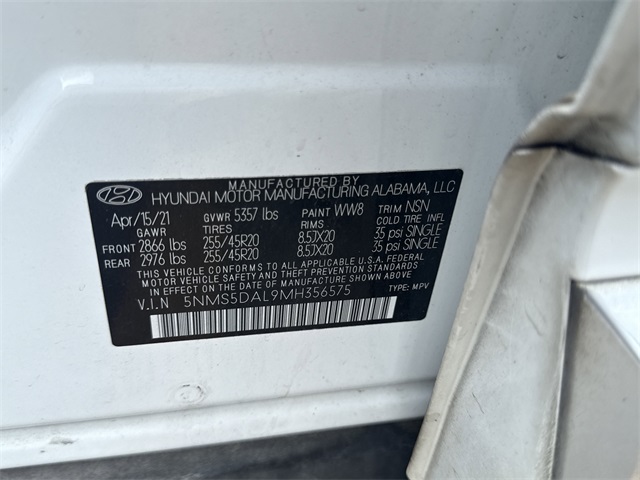 MANUFACTURED BY
HYUNDAI MOTOR MANUFACTURING ALABAMA, LLC
Apr/15/21 GVWR 5357 lbs PAINT WW8 TRIM NSN
GAWR TIRES RIMS COLD TIRE INFL
FRONT 2866 lbs 255/45R20 8.5JX20 35 psi SINGLE
REAR 2976 lbs 255/45R20 8.5JX20 35 psi SINGLE
THIS VEHICLE CONFORMS TO ALL APPLICABLE FEDERAL
MOTOR VEHICLE SAFETY AND THEFT PREVENTION STANDARDS
IN EFFECT ON THE DATE OF MANUFACTURE SHOWN ABOVE.
V.I.N 5NMS5DAL9MH356575 TYPE: MPV